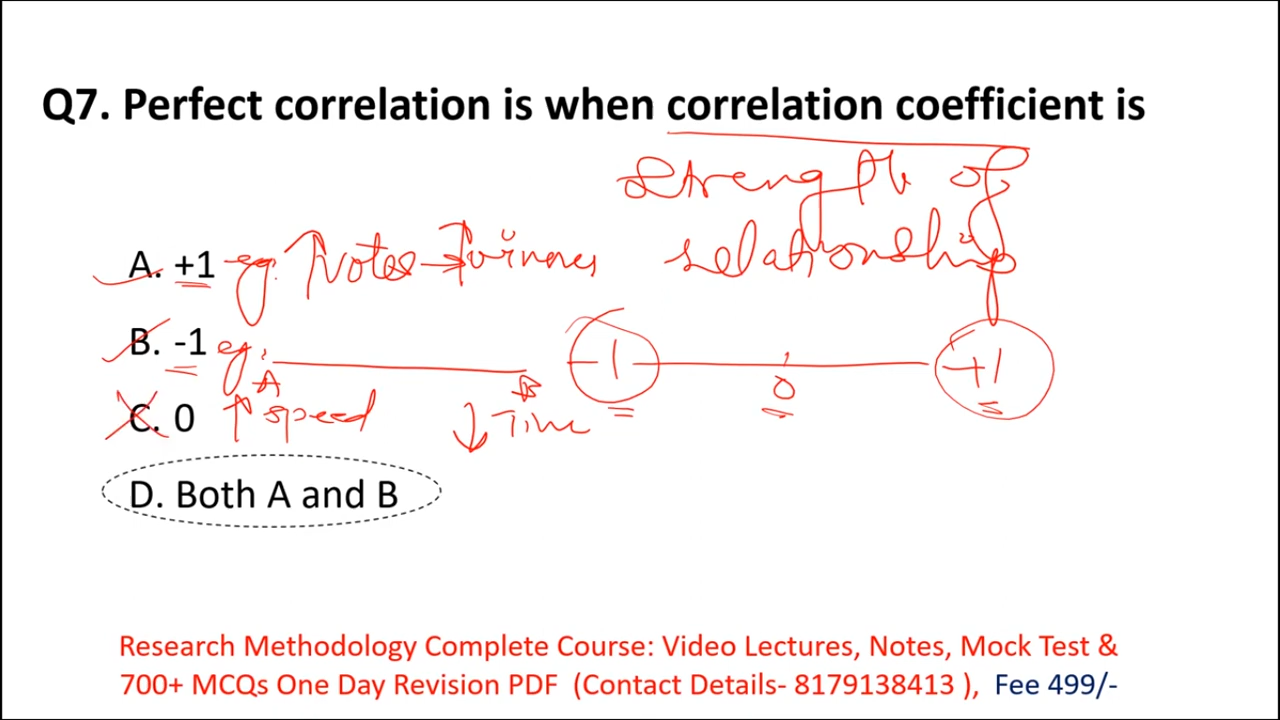 Q7. Perfect correlation is when correlation coefficient is
strength of
relationship
A. +1 eg. ↑Notes→
B. -1 eg:
-1 0 +1
A B
C. 0 ↑ speed ↓ Time
D. Both A and B
Research Methodology Complete Course: Video Lectures, Notes, Mock Test &
700+ MCQs One Day Revision PDF (Contact Details- 8179138413 ), Fee 499/-